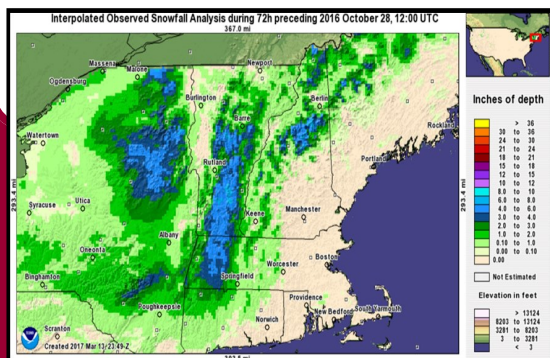 Interpolated Observed Snowfall Analysis during 72h preceding 2016 October 28, 12:00 UTC
367.0 mi
Massena
Malone
Newport
Ogdensburg
Burlington
Berlin
Barre
Watertown
Rockland
Portland
Rutland
293.4 mi
293.4 mi
Syracuse
Utica
Keene
Manchester
Albany
Oneonta
Boston
Worcester
Binghamton
Springfield
Poughkeepsie
Providence
New Bedford
South Yarmouth
Norwich
Scranton
Created 2017 Mar 13-23:49 Z
Inches of depth
> 36
30 to 36
24 to 30
21 to 24
18 to 21
15 to 18
12 to 15
10 to 12
8.0 to 10
6.0 to 8.0
4.0 to 6.0
3.0 to 4.0
2.0 to 3.0
1.0 to 2.0
0.10 to 1.0
0.00 to 0.10
0.00
Not Estimated
Elevation in feet
> 13124
8203 to 13124
3281 to 8203
3 to 3281
< 3